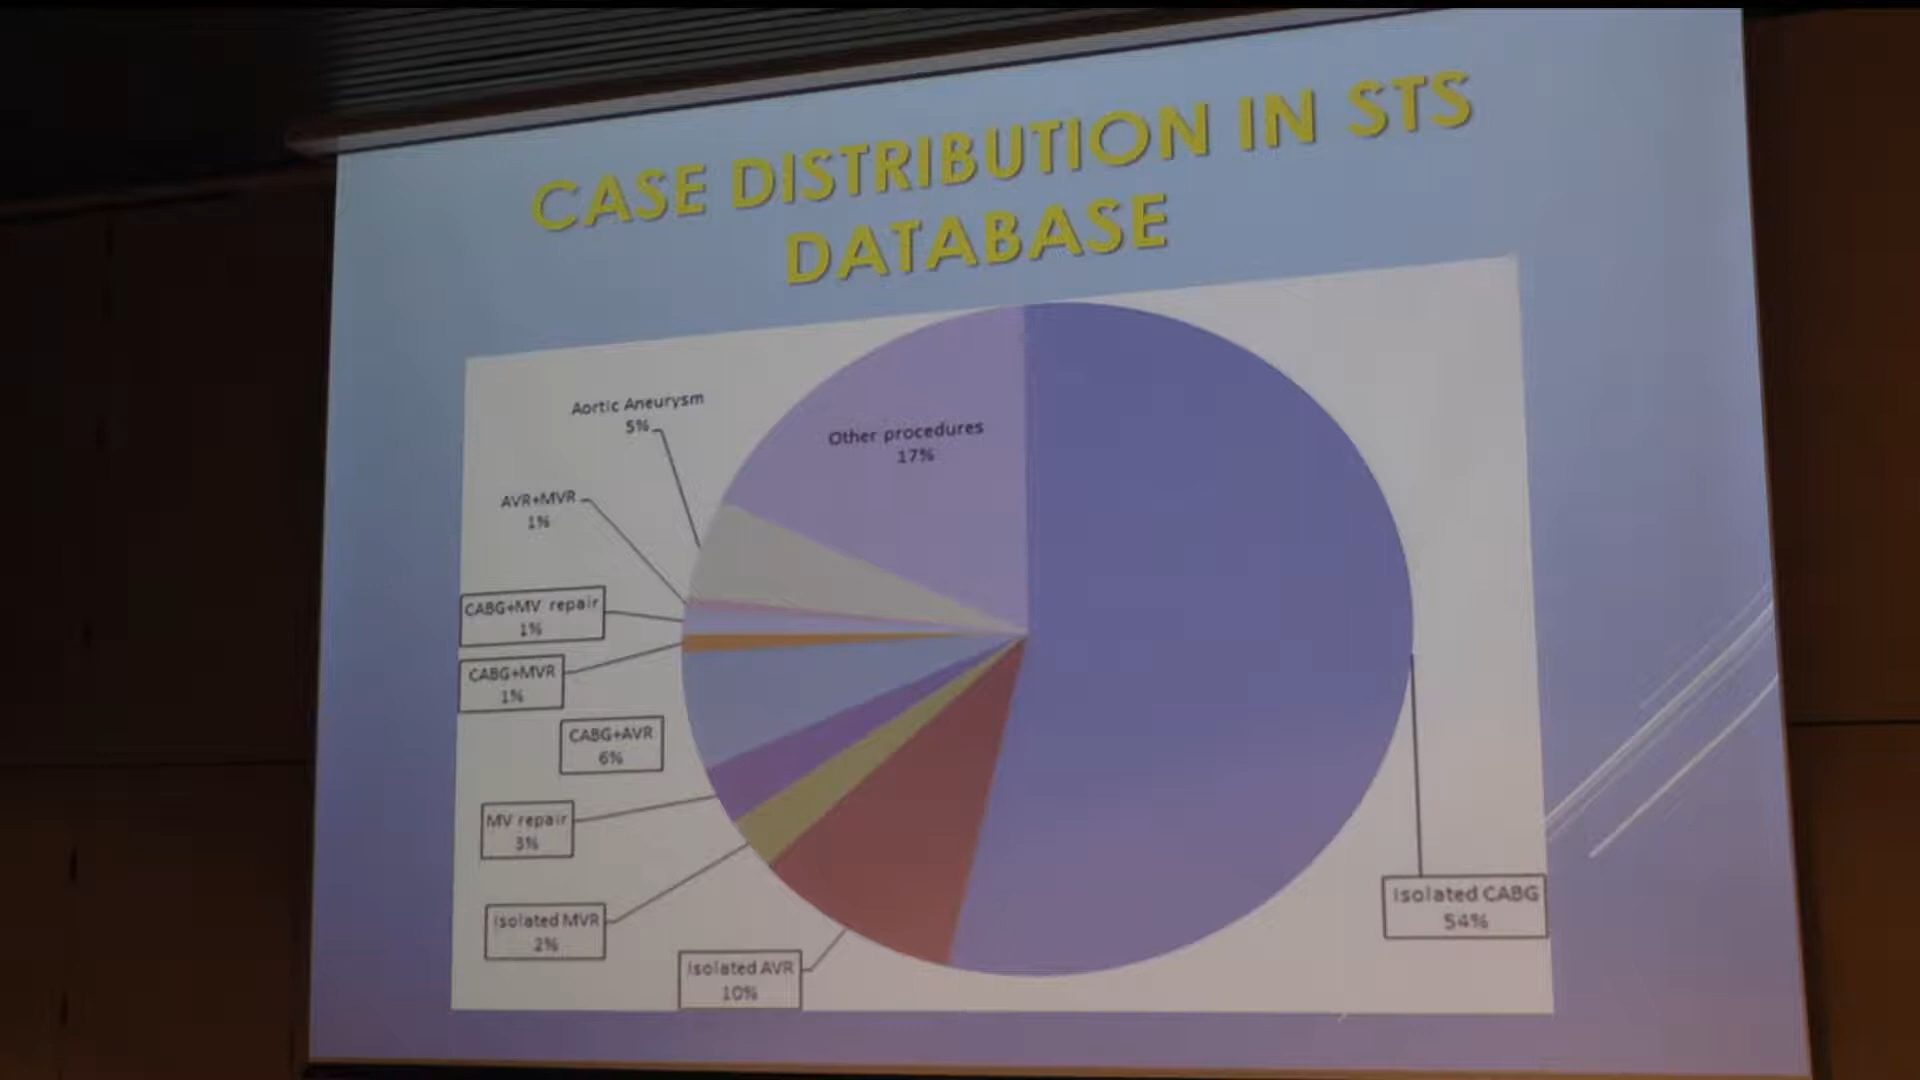 CASE DISTRIBUTION IN STS
DATABASE
Aortic Aneurysm
5%
Other procedures
17%
AVR+MVR
1%
CABG+MV repair
1%
CABG+MVR
1%
CABG+AVR
6%
MV repair
3%
Isolated MVR
2%
Isolated AVR
10%
Isolated CABG
54%